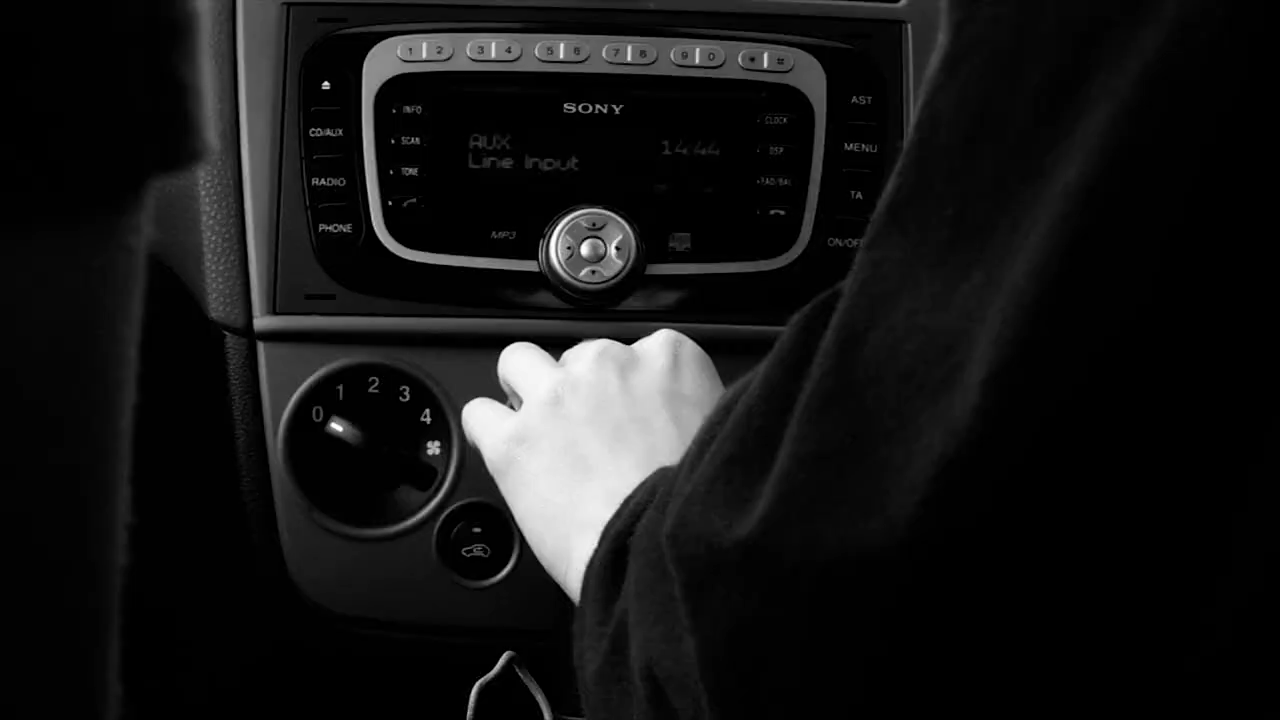 1 2 3 4 5 6 7 8 9 0 * #
SONY
INFO
SCAN
TONE
AUX
Line Input
14:44
CLOCK
DSP
FAD/BAL
MP3
CD/AUX
RADIO
PHONE
AST
MENU
TA
ON/OFF
0 1 2 3 4